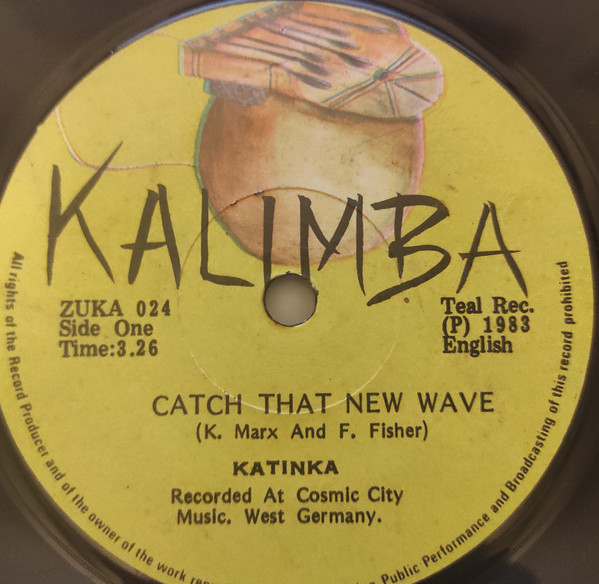 KALIMBA
ZUKA 024
Side One
Time:3.26
Teal Rec.
(P) 1983
English
CATCH THAT NEW WAVE
(K. Marx And F. Fisher)
KATINKA
Recorded At Cosmic City
Music. West Germany.
All rights of the Record Producer and of the owner of the work
Public Performance and Broadcasting of this record prohibited